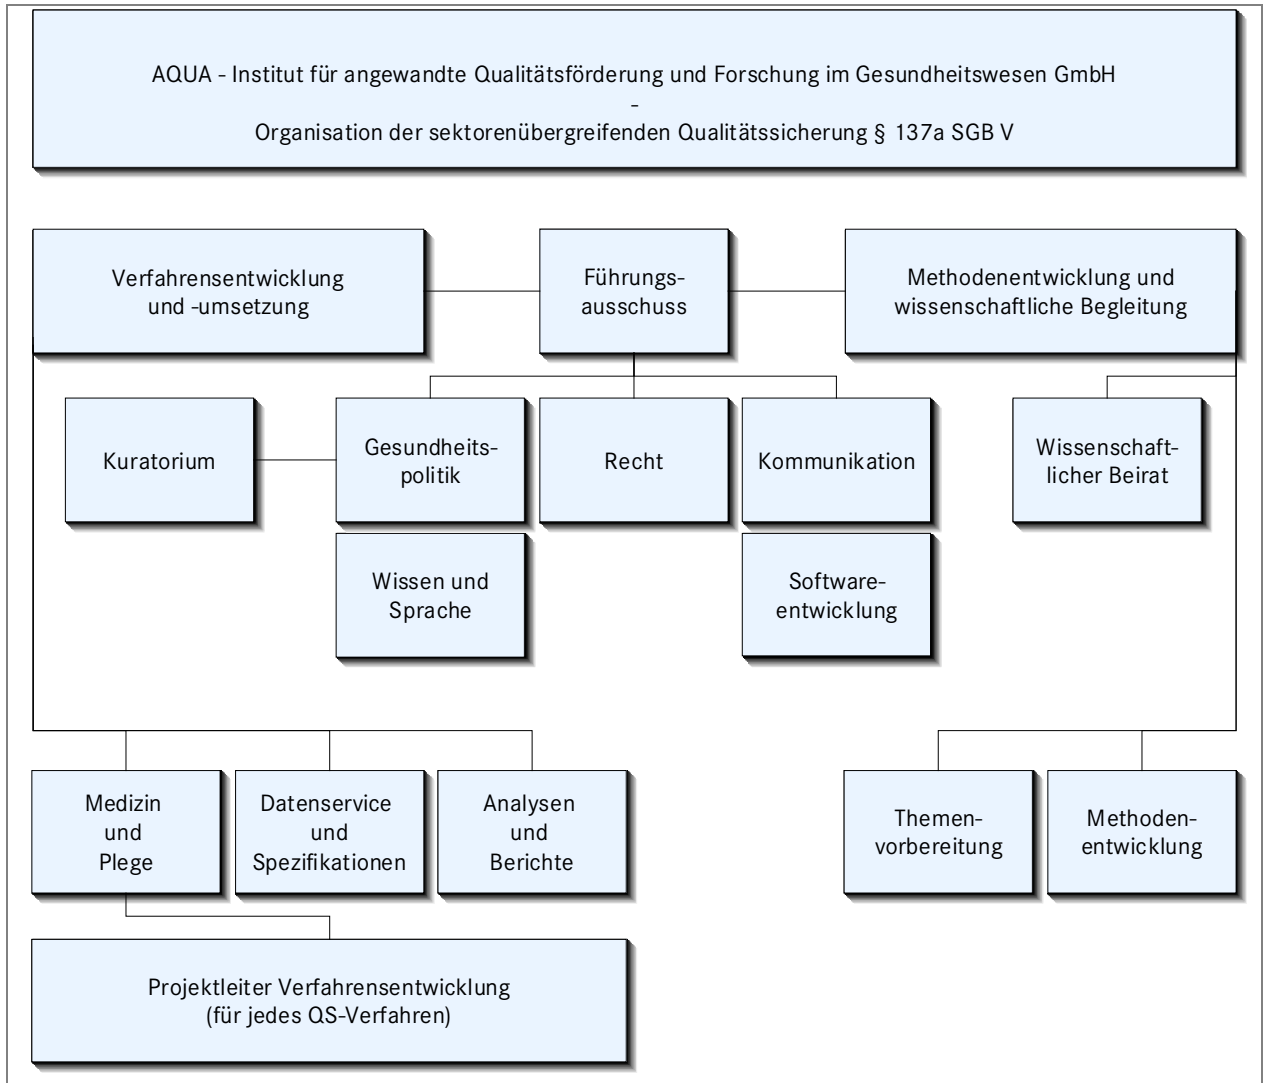 AQUA - Institut für angewandte Qualitätsförderung und Forschung im Gesundheitswesen GmbH
-
Organisation der sektorenübergreifenden Qualitätssicherung § 137a SGB V
Verfahrensentwicklung
und -umsetzung
Führungs-
ausschuss
Methodenentwicklung und
wissenschaftliche Begleitung
Kuratorium
Gesundheits-
politik
Recht
Kommunikation
Wissenschaft-
licher Beirat
Wissen und
Sprache
Software-
entwicklung
Medizin
und
Plege
Datenservice
und
Spezifikationen
Analysen
und
Berichte
Themen-
vorbereitung
Methoden-
entwicklung
Projektleiter Verfahrensentwicklung
(für jedes QS-Verfahren)